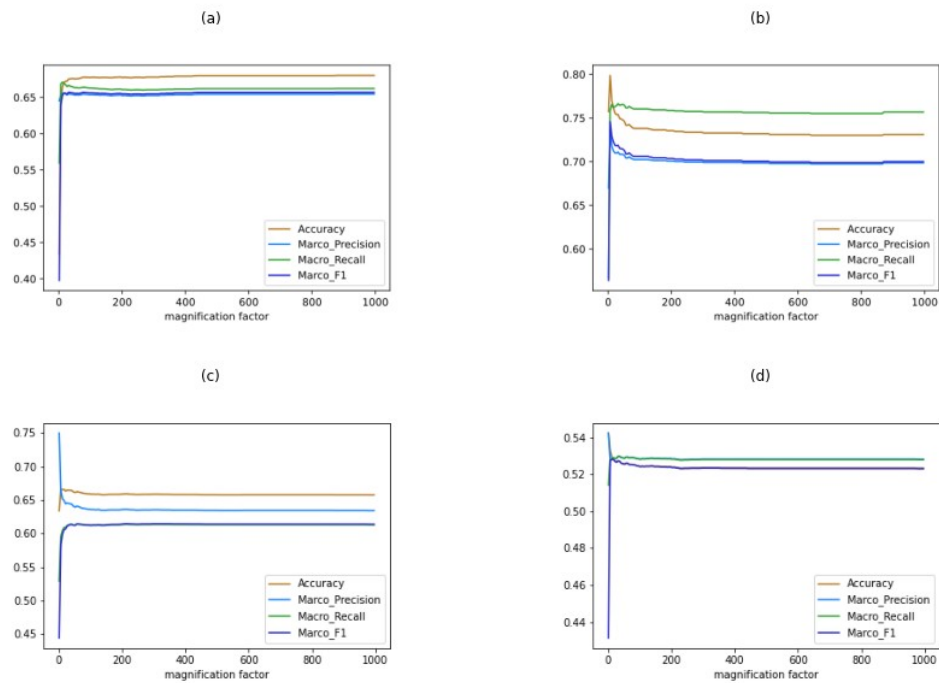 (a)
(b)
0.65
0.60
0.55
0.50
0.45
0.40
0
200
400
600
800
1000
magnification factor
Accuracy
Marco_Precision
Macro_Recall
Marco_F1
0.80
0.75
0.70
0.65
0.60
0
200
400
600
800
1000
magnification factor
Accuracy
Marco_Precision
Macro_Recall
Marco_F1
(c)
(d)
0.75
0.70
0.65
0.60
0.55
0.50
0.45
0
200
400
600
800
1000
magnification factor
Accuracy
Marco_Precision
Macro_Recall
Marco_F1
0.54
0.52
0.50
0.48
0.46
0.44
0
200
400
600
800
1000
magnification factor
Accuracy
Marco_Precision
Macro_Recall
Marco_F1